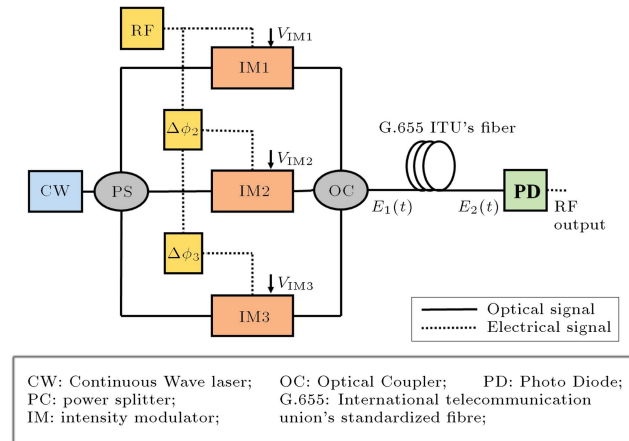 RF
V_IM1
IM1
Δϕ₂
G.655 ITU's fiber
V_IM2
CW
PS
IM2
OC
PD
E₁(t)
E₂(t)
RF
output
Δϕ₃
V_IM3
IM3
Optical signal
Electrical signal
CW: Continuous Wave laser;
PC: power splitter;
IM: intensity modulator;
OC: Optical Coupler; PD: Photo Diode;
G.655: International telecommunication
union's standardized fibre;